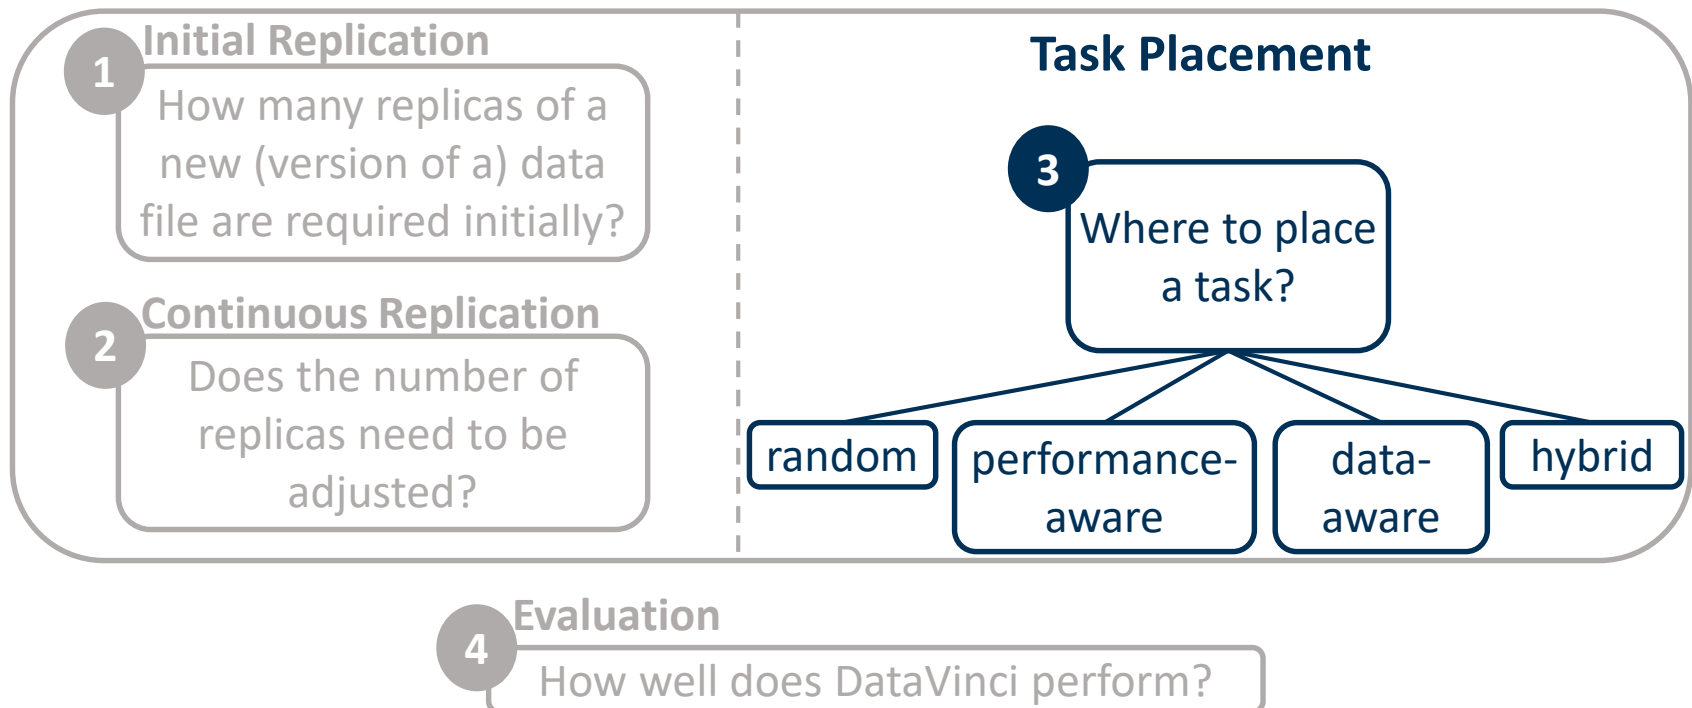 1
Initial Replication
How many replicas of a
new (version of a) data
file are required initially?
2
Continuous Replication
Does the number of
replicas need to be
adjusted?
Task Placement
3
Where to place
a task?
random
performance-
aware
data-
aware
hybrid
4
Evaluation
How well does DataVinci perform?